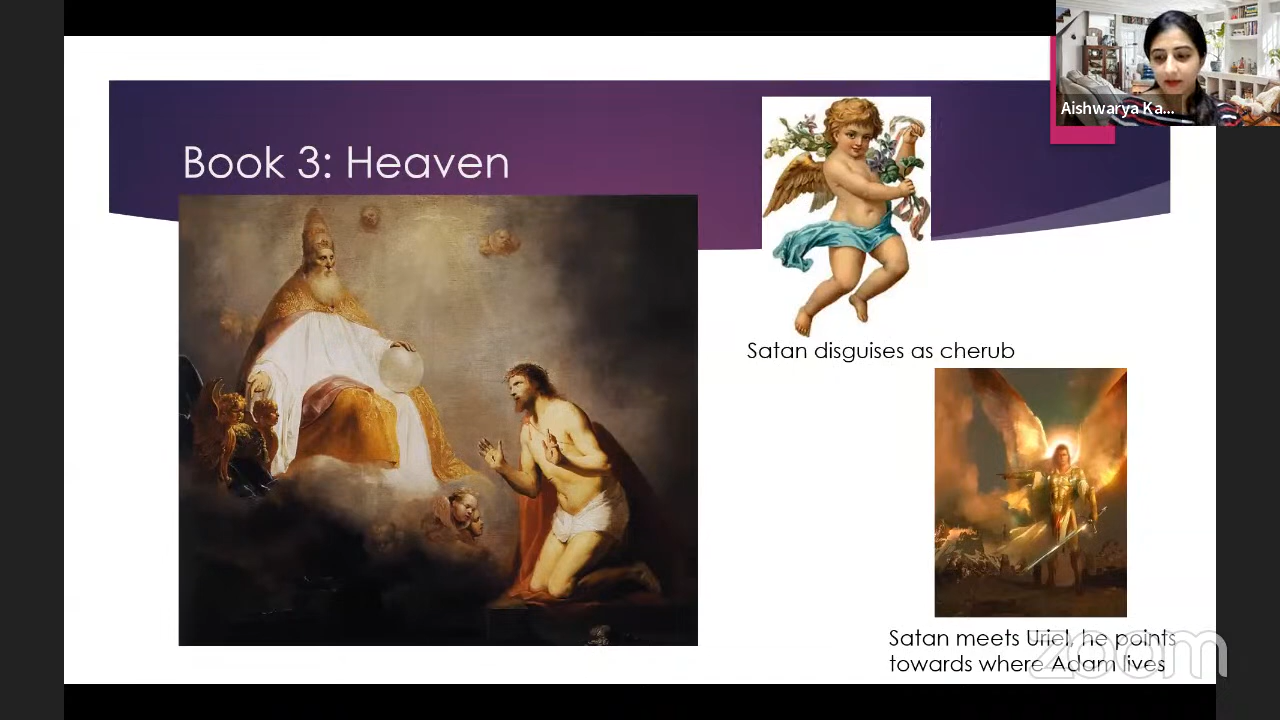 Aishwarya Ka...
Book 3: Heaven
Satan disguises as cherub
Satan meets Uriel, he points
towards where Adam lives
zoom